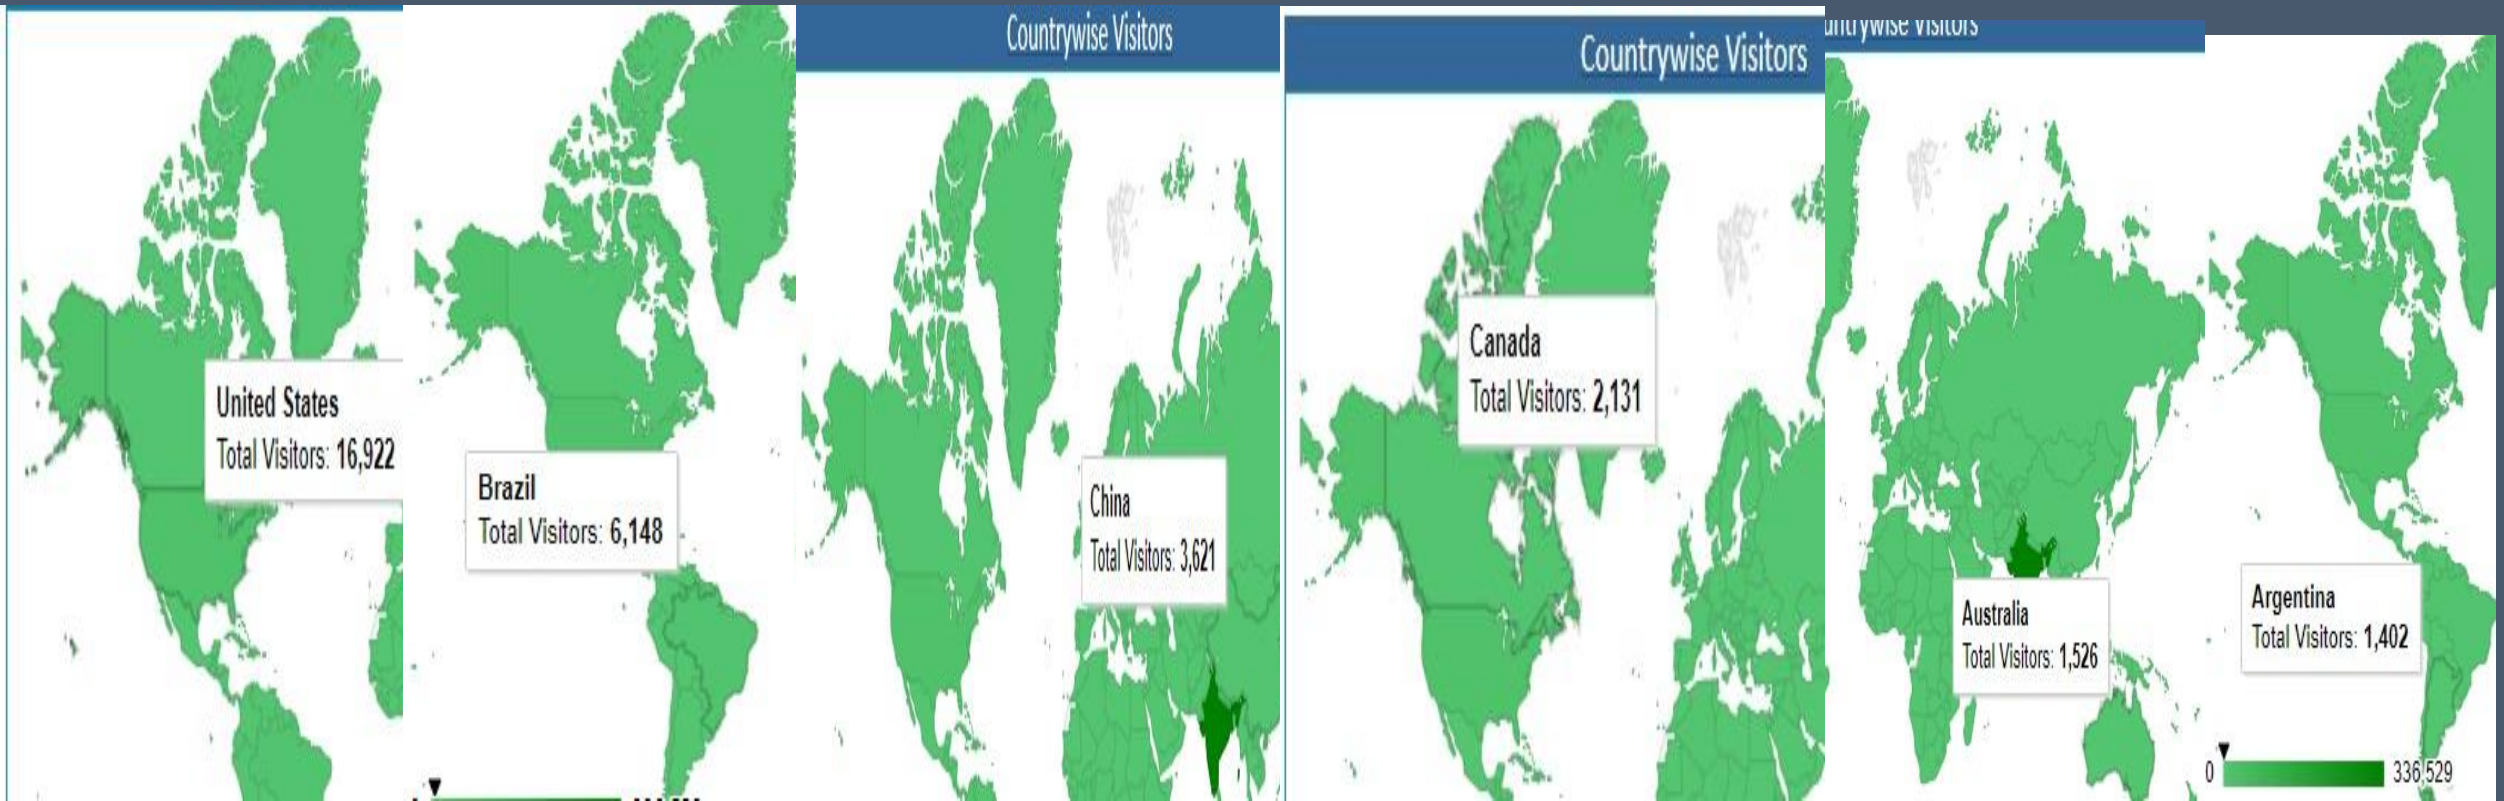 Countrywise Visitors
Countrywise Visitors
Visitors
United States
Total Visitors: 16,922
Brazil
Total Visitors: 6,148
China
Total Visitors: 3,621
Canada
Total Visitors: 2,131
Australia
Total Visitors: 1,526
Argentina
Total Visitors: 1,402
0
336,529